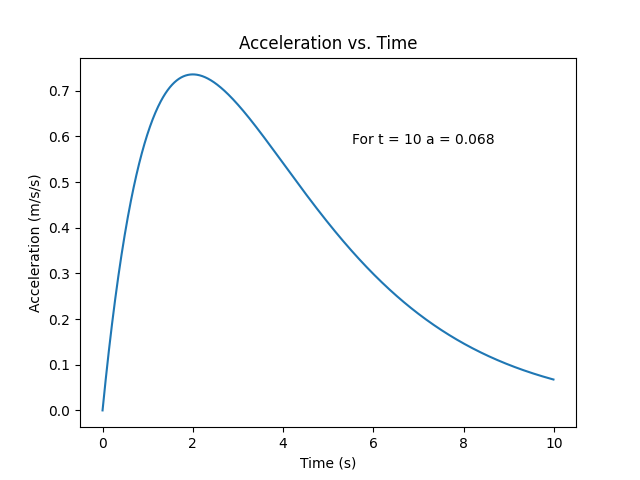 Acceleration vs. Time
0.7
0.6
0.5
0.4
0.3
0.2
0.1
0.0
Acceleration (m/s/s)
For t = 10 a = 0.068
0 2 4 6 8 10
Time (s)